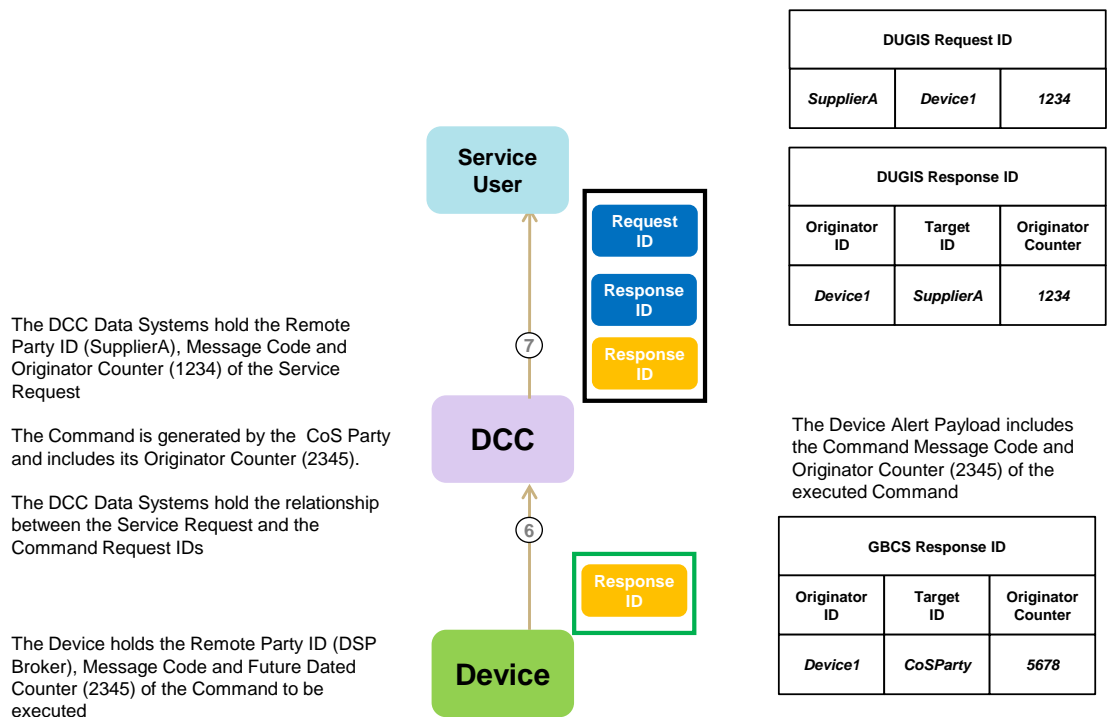 DUGIS Request ID
SupplierA Device1 1234
Service
User
Request
ID
Response
ID
Response
ID
DUGIS Response ID
Originator
ID
Target
ID
Originator
Counter
Device1 SupplierA 1234
The DCC Data Systems hold the Remote
Party ID (SupplierA), Message Code and
Originator Counter (1234) of the Service
Request
7
The Command is generated by the  CoS Party
and includes its Originator Counter (2345).
DCC
The DCC Data Systems hold the relationship
between the Service Request and the
Command Request IDs
6
The Device Alert Payload includes
the Command Message Code and
Originator Counter (2345) of the
executed Command
Response
ID
GBCS Response ID
Originator
ID
Target
ID
Originator
Counter
Device1 CoSParty 5678
The Device holds the Remote Party ID (DSP
Broker), Message Code and Future Dated
Counter (2345) of the Command to be
executed
Device